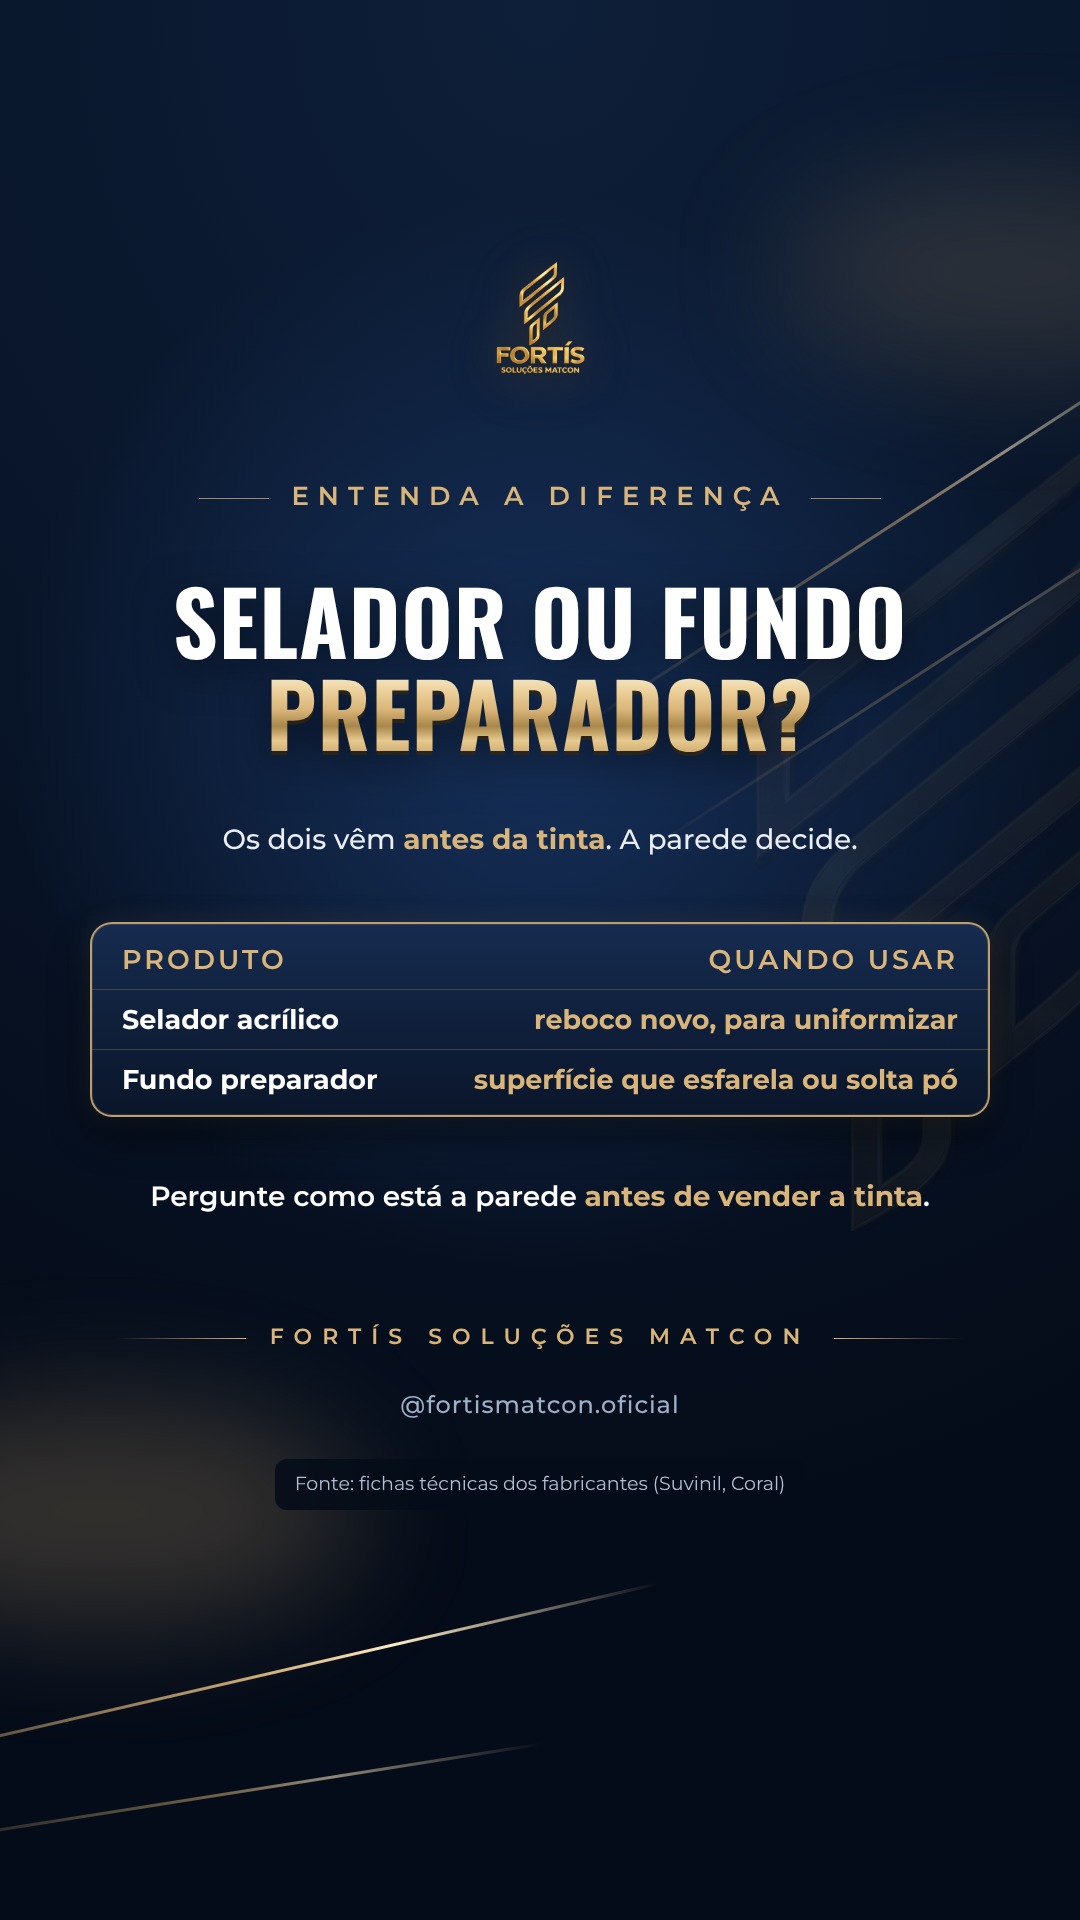 FORTÍS
SOLUÇÕES MATCON
ENTENDA A DIFERENÇA
SELADOR OU FUNDO
PREPARADOR?
Os dois vêm antes da tinta. A parede decide.
PRODUTO QUANDO USAR
Selador acrílico reboco novo, para uniformizar
Fundo preparador superfície que esfarela ou solta pó
Pergunte como está a parede antes de vender a tinta.
FORTÍS SOLUÇÕES MATCON
@fortismatcon.oficial
Fonte: fichas técnicas dos fabricantes (Suvinil, Coral)